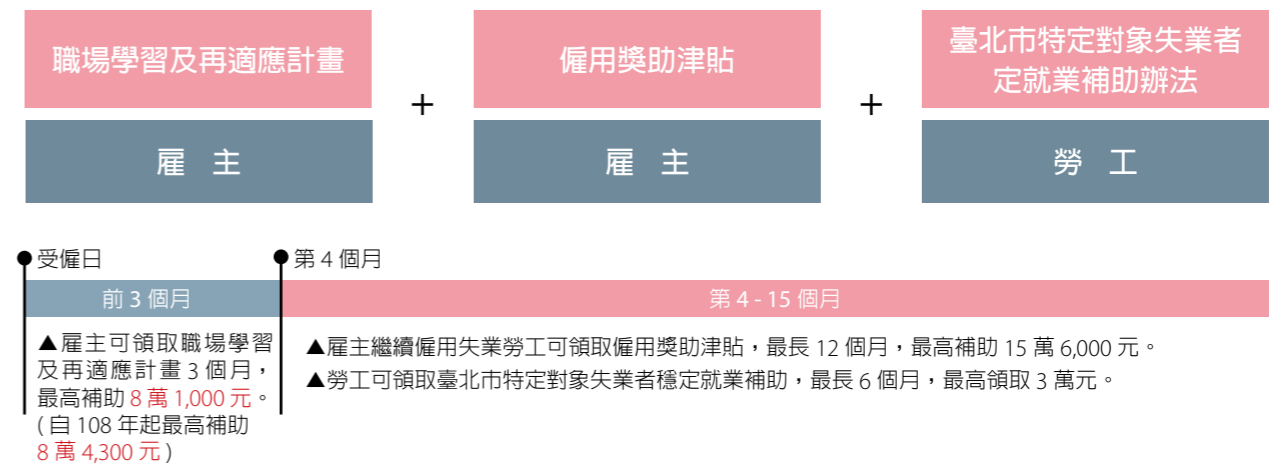 職場學習及再適應計畫
+
僱用獎助津貼
+
臺北市特定對象失業者
定就業補助辦法
雇主
雇主
勞工
受僱日
第 4 個月
前 3 個月
第 4 - 15 個月
▲雇主可領取職場學習
及再適應計畫 3 個月，
最高補助 8 萬 1,000 元。
( 自 108 年起最高補助
8 萬 4,300 元 )
▲雇主繼續僱用失業勞工可領取僱用獎助津貼，最長 12 個月，最高補助 15 萬 6,000 元。
▲勞工可領取臺北市特定對象失業者穩定就業補助，最長 6 個月，最高領取 3 萬元。